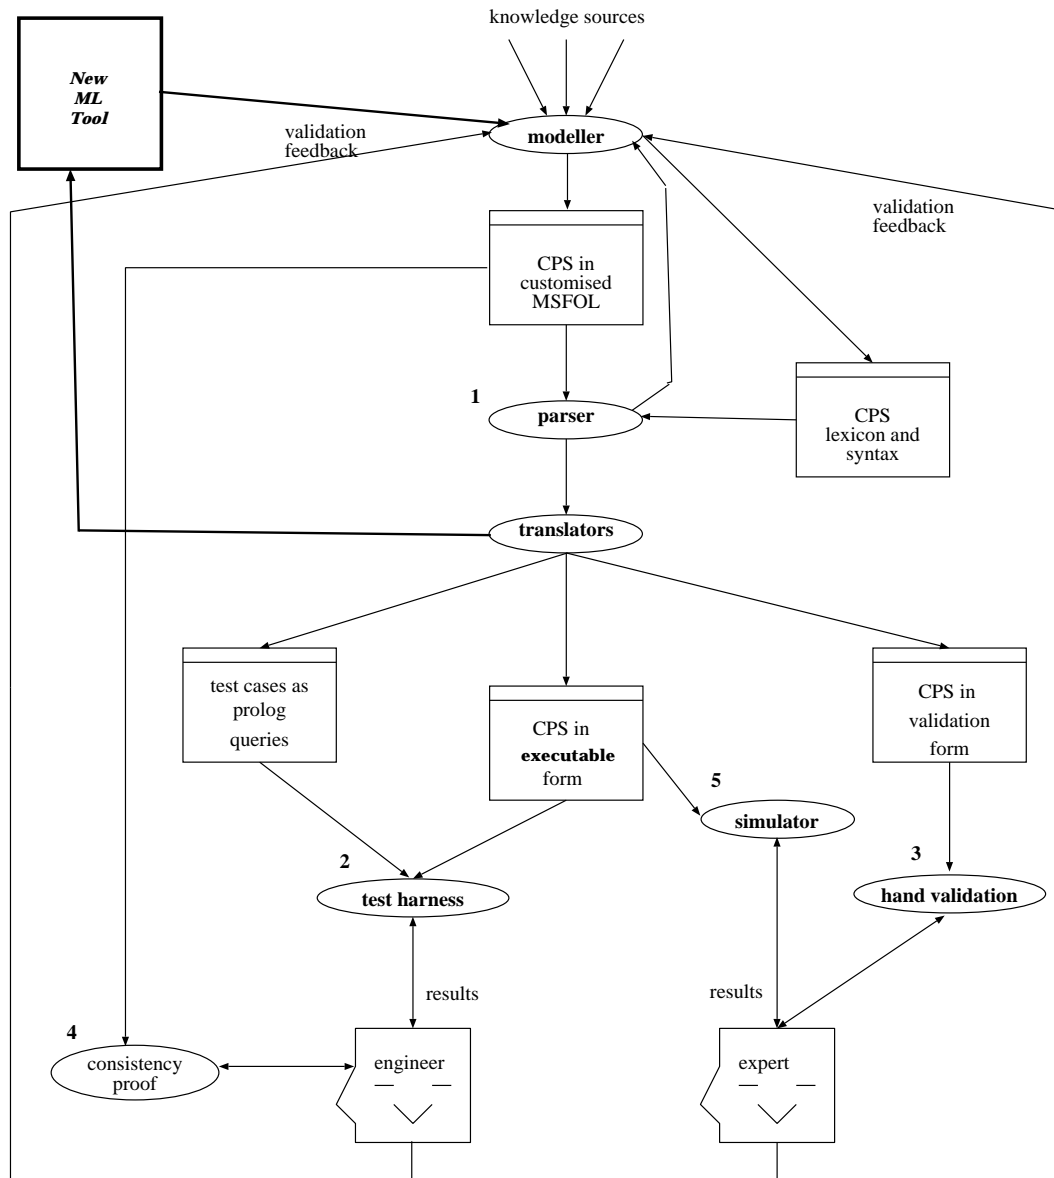 knowledge sources
New
ML
Tool
validation
feedback
modeller
validation
feedback
CPS in
customised
MSFOL
1
parser
CPS
lexicon and
syntax
translators
test cases as
prolog
queries
CPS in
executable
form
CPS in
validation
form
5
simulator
2
test harness
3
hand validation
results
results
4
consistency
proof
engineer
expert